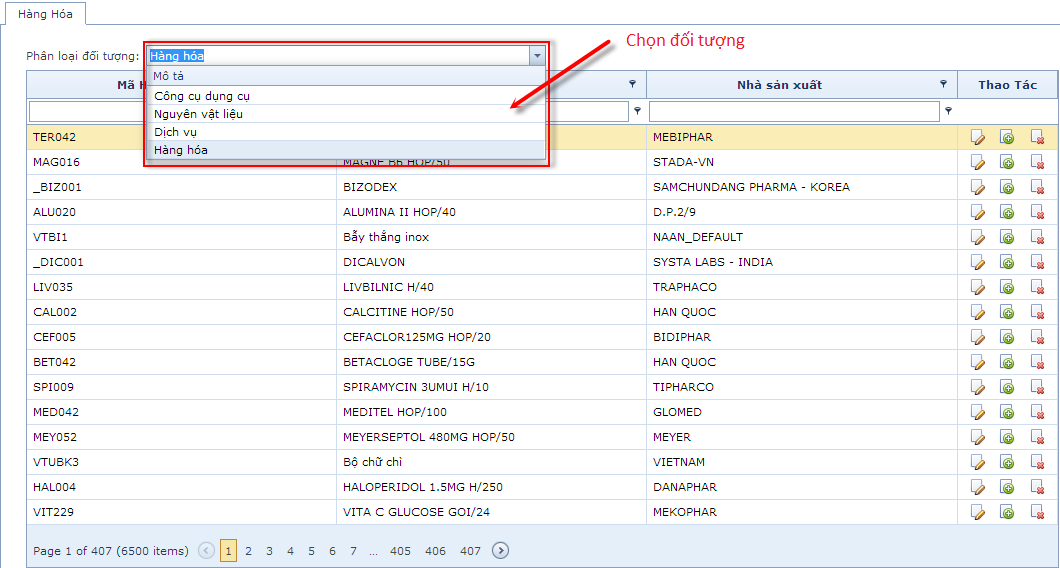 Hàng Hóa
Chọn đối tượng
Phân loại đối tượng: Hàng hóa
Mô tả
Công cụ dụng cụ
Nguyên vật liệu
Dịch vụ
Hàng hóa
Mã H Nhà sản xuất Thao Tác
TER042 MEBIPHAR
MAG016 MAGNE B6 HOP/50 STADA-VN
_BIZ001 BIZODEX SAMCHUNDANG PHARMA - KOREA
ALU020 ALUMINA II HOP/40 D.P.2/9
VTBI1 Bẫy thẳng inox NAAN_DEFAULT
_DIC001 DICALVON SYSTA LABS - INDIA
LIV035 LIVBILNIC H/40 TRAPHACO
CAL002 CALCITINE HOP/50 HAN QUOC
CEF005 CEFACLOR125MG HOP/20 BIDIPHAR
BET042 BETACLOGE TUBE/15G HAN QUOC
SPI009 SPIRAMYCIN 3UMUI H/10 TIPHARCO
MED042 MEDITEL HOP/100 GLOMED
MEY052 MEYERSEPTOL 480MG HOP/50 MEYER
VTUBK3 Bộ chữ chì VIETNAM
HAL004 HALOPERIDOL 1.5MG H/250 DANAPHAR
VIT229 VITA C GLUCOSE GOI/24 MEKOPHAR
Page 1 of 407 (6500 items) 1 2 3 4 5 6 7 ... 405 406 407